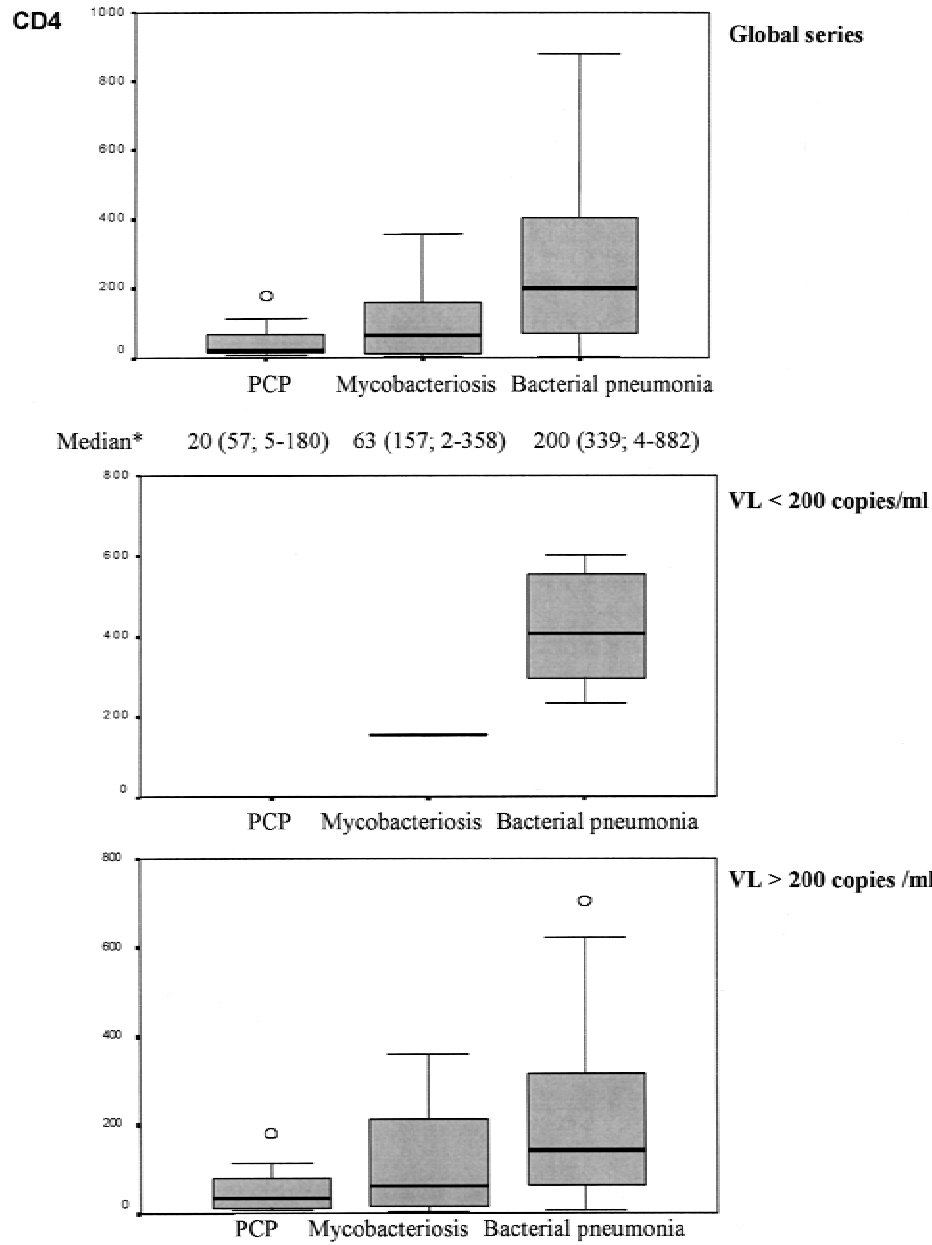 CD4
1000
Global series
800
600
400
200
0
PCP Mycobacteriosis Bacterial pneumonia
Median* 20 (57; 5-180) 63 (157; 2-358) 200 (339; 4-882)
800
VL < 200 copies/ml
600
400
200
0
PCP Mycobacteriosis Bacterial pneumonia
800
VL > 200 copies /ml
600
400
200
0
PCP Mycobacteriosis Bacterial pneumonia